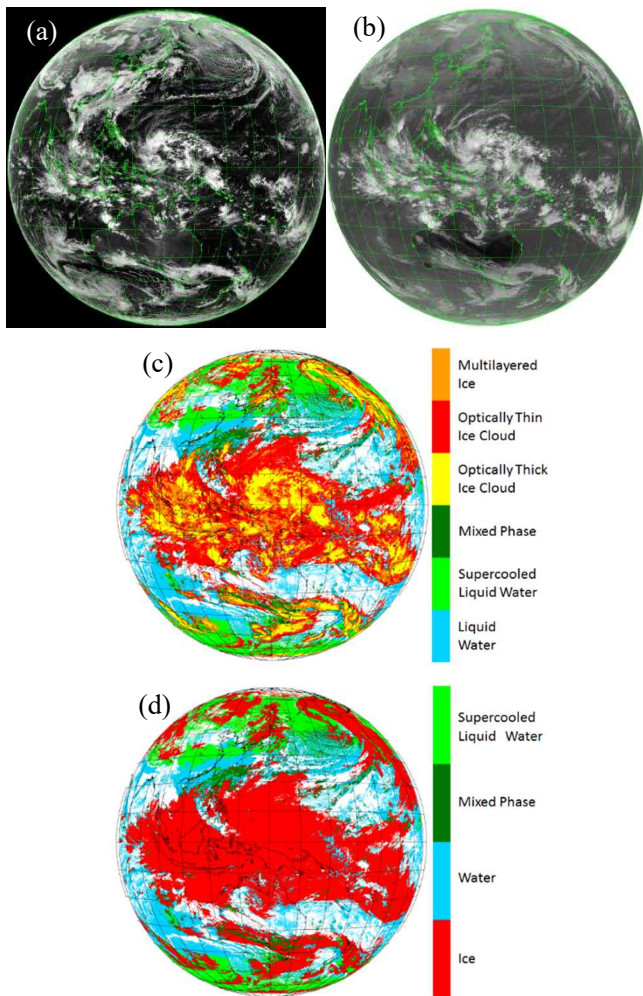 (a)
(b)
(c)
Multilayered
Ice
Optically Thin
Ice Cloud
Optically Thick
Ice Cloud
Mixed Phase
Supercooled
Liquid Water
Liquid
Water
(d)
Supercooled
Liquid Water
Mixed Phase
Water
Ice